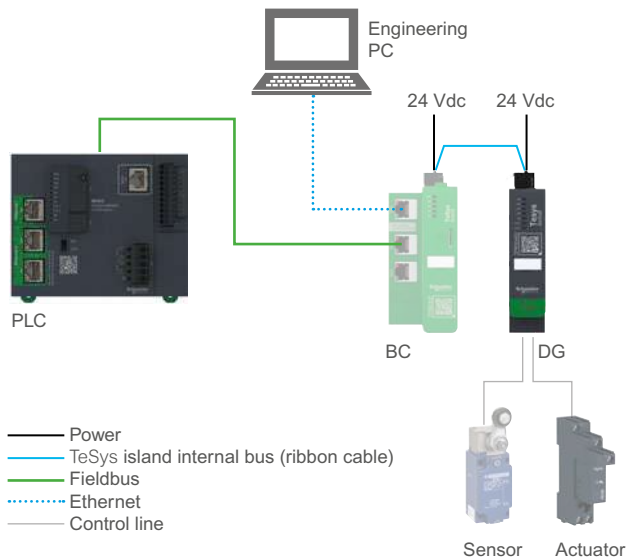 Engineering
PC
24 Vdc
24 Vdc
PLC
BC
DG
TeSys
Power
TeSys island internal bus (ribbon cable)
Fieldbus
Ethernet
Control line
Sensor
Actuator